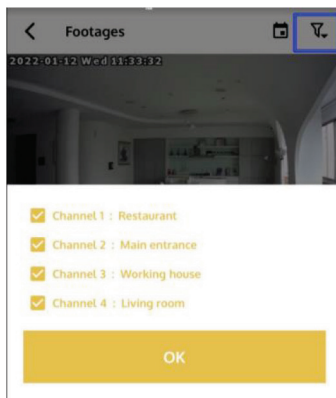 Footages
2022-01-12 Wed 11:33:32
Channel 1 : Restaurant
Channel 2 : Main entrance
Channel 3 : Working house
Channel 4 : Living room
OK